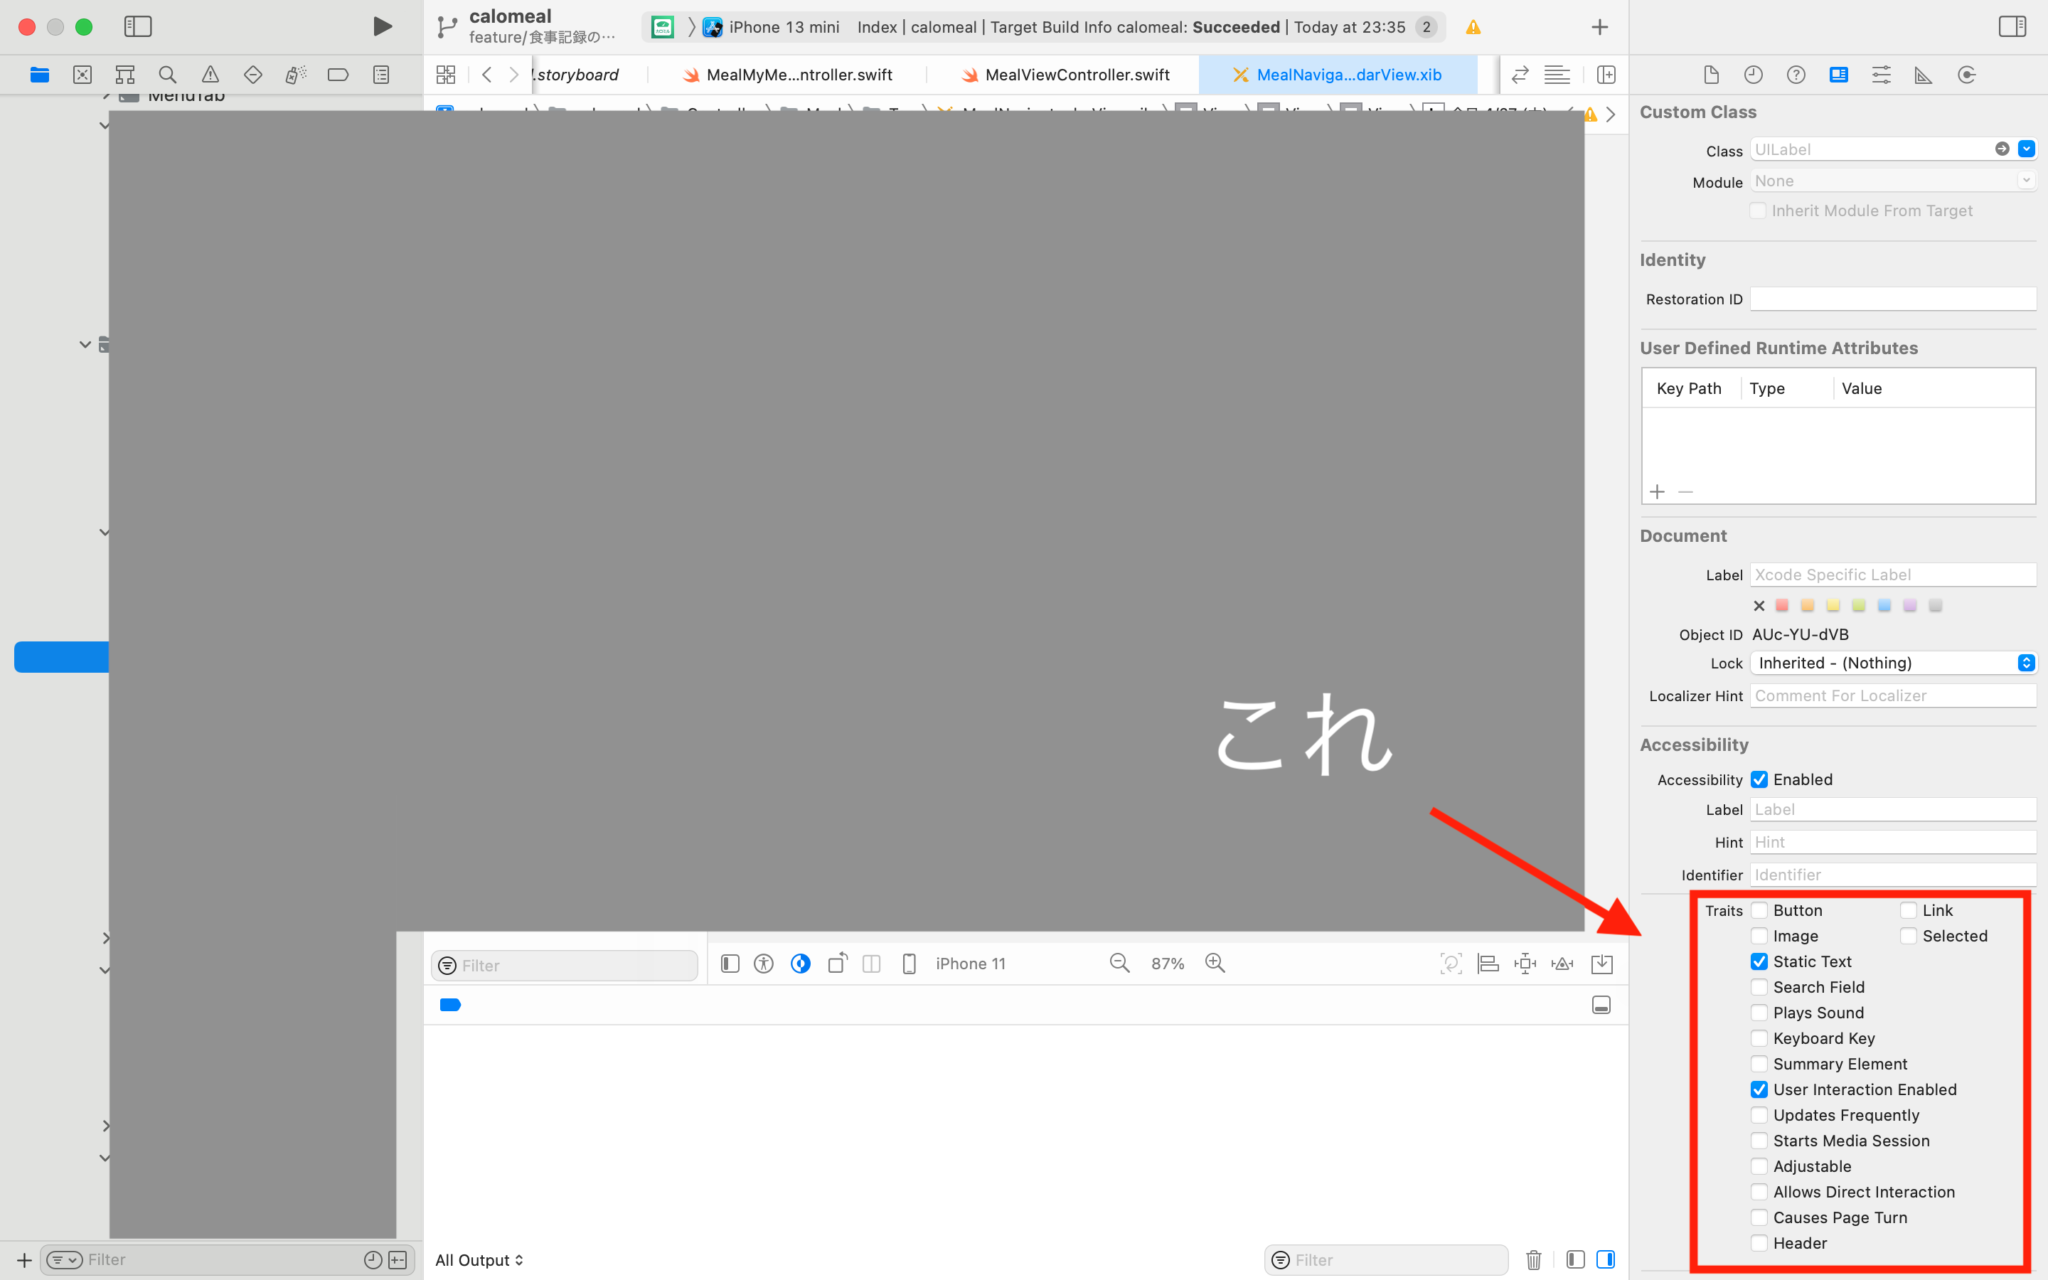 calomeal
feature/食事記録の…
iPhone 13 mini
Index | calomeal | Target Build Info calomeal: Succeeded | Today at 23:35
2
.storyboard
MealMyMe...ntroller.swift
MealViewController.swift
MealNaviga...darView.xib
MenuTab
Custom Class
Class UILabel
Module None
Inherit Module From Target
Identity
Restoration ID
User Defined Runtime Attributes
Key Path Type Value
Document
Label Xcode Specific Label
Object ID AUc-YU-dVB
Lock Inherited - (Nothing)
Localizer Hint Comment For Localizer
これ
Accessibility
Accessibility Enabled
Label Label
Hint Hint
Identifier Identifier
Traits Button Link
Image Selected
Static Text
Search Field
Plays Sound
Keyboard Key
Summary Element
User Interaction Enabled
Updates Frequently
Starts Media Session
Adjustable
Allows Direct Interaction
Causes Page Turn
Header
Filter
iPhone 11
87%
Filter
All Output
Filter